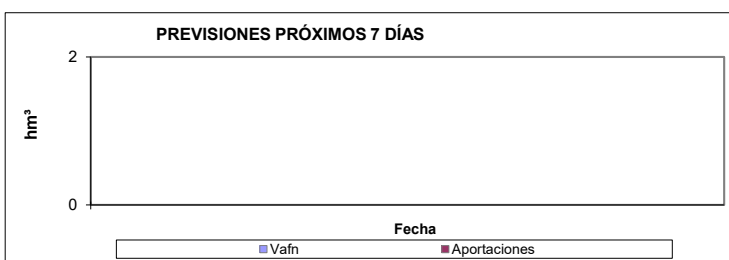 PREVISIONES PRÓXIMOS 7 DÍAS
2
hm³
0
Fecha
Vafn Aportaciones